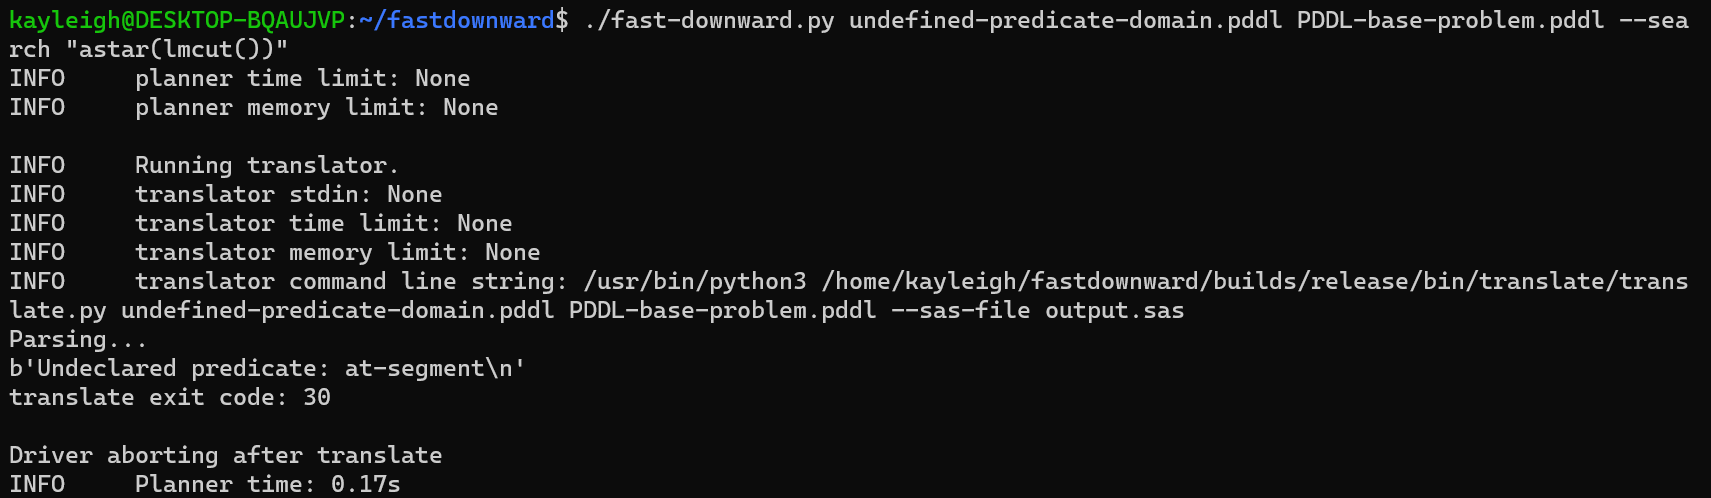 kayleigh@DESKTOP-BQAUJVP:~/fastdownward$ ./fast-downward.py undefined-predicate-domain.pddl PDDL-base-problem.pddl --sea
rch "astar(lmcut())"
INFO     planner time limit: None
INFO     planner memory limit: None

INFO     Running translator.
INFO     translator stdin: None
INFO     translator time limit: None
INFO     translator memory limit: None
INFO     translator command line string: /usr/bin/python3 /home/kayleigh/fastdownward/builds/release/bin/translate/trans
late.py undefined-predicate-domain.pddl PDDL-base-problem.pddl --sas-file output.sas
Parsing...
b'Undeclared predicate: at-segment\n'
translate exit code: 30

Driver aborting after translate
INFO     Planner time: 0.17s